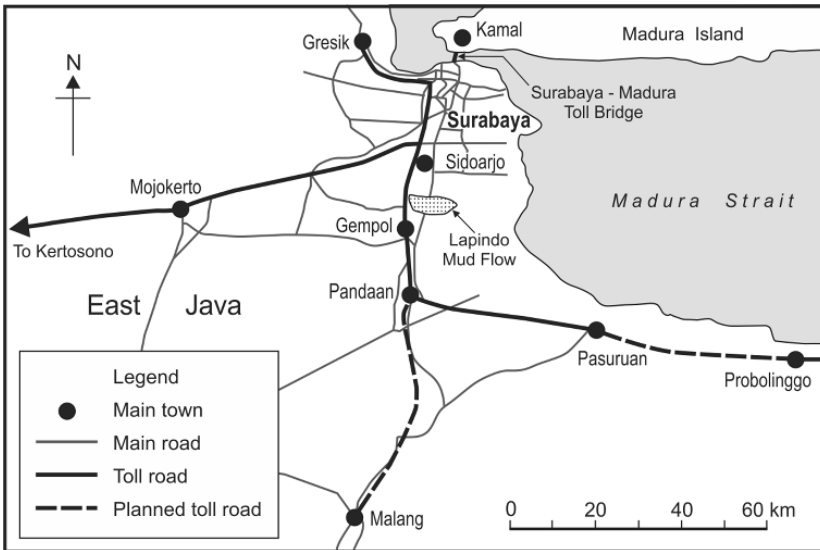 Kamal
Madura Island
Gresik
N
Surabaya - Madura
Toll Bridge
Surabaya
Sidoarjo
Mojokerto
Madura Strait
Gempol
Lapindo
Mud Flow
To Kertosono
Pandaan
East Java
Pasuruan
Probolinggo
Legend
Main town
Main road
Toll road
Planned toll road
Malang
0 20 40 60 km